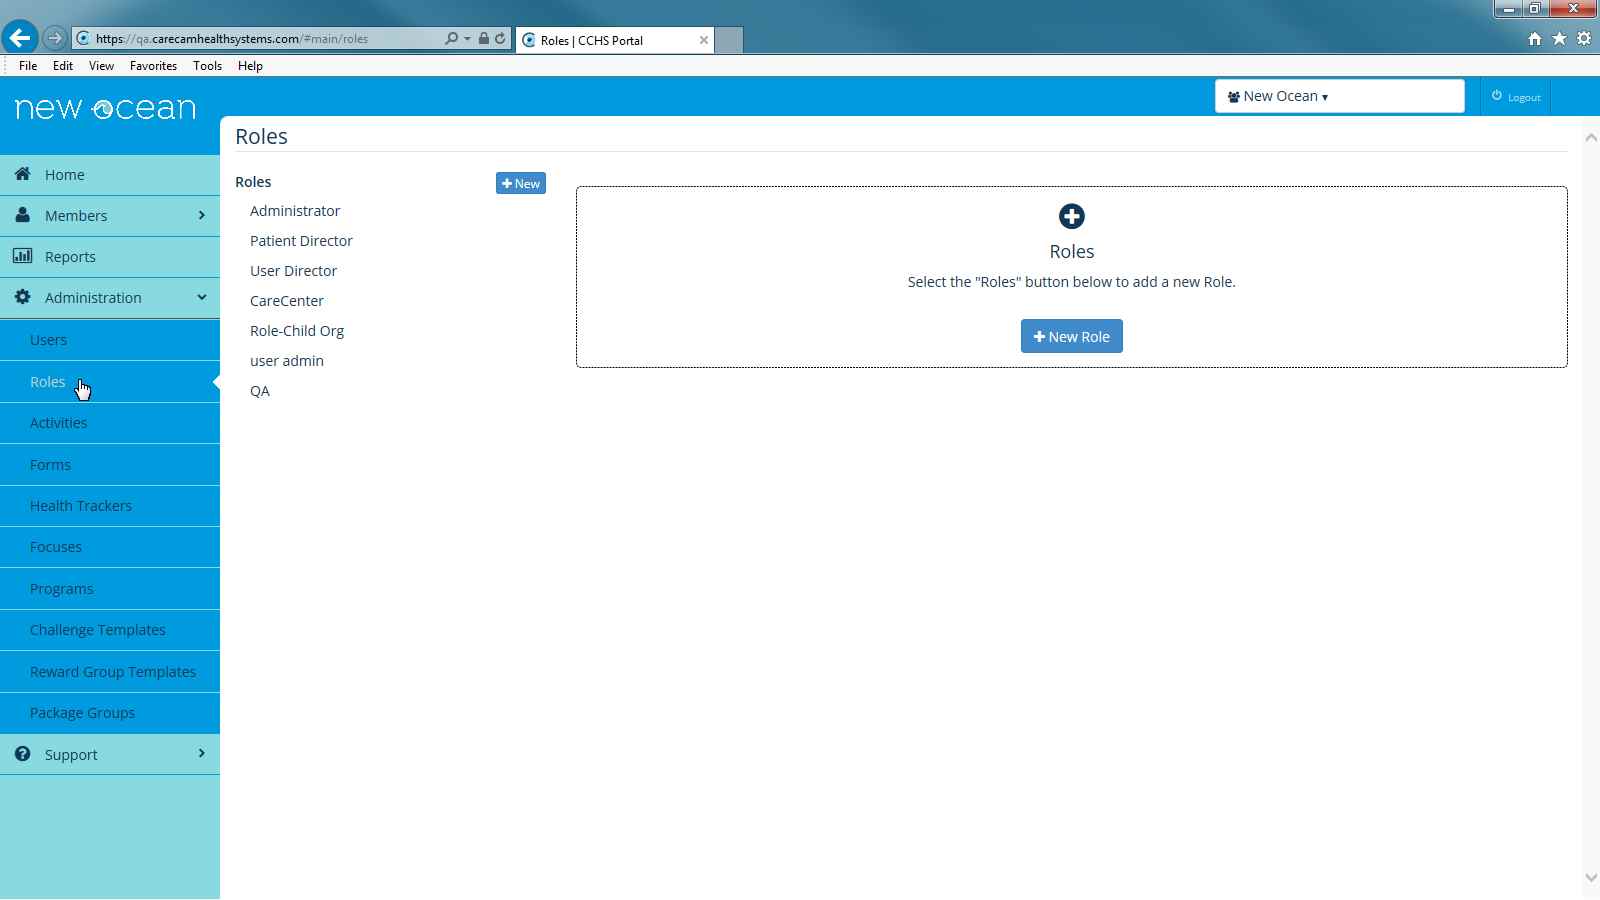 https://qa.carecamhealthsystems.com/#main/roles
Roles | CCHS Portal
File Edit View Favorites Tools Help
new ocean
New Ocean
Logout
Roles
Home
Members
Reports
Administration
Users
Roles
Activities
Forms
Health Trackers
Focuses
Programs
Challenge Templates
Reward Group Templates
Package Groups
Support
Roles
New
Administrator
Patient Director
User Director
CareCenter
Role-Child Org
user admin
QA
Roles
Select the "Roles" button below to add a new Role.
New Role